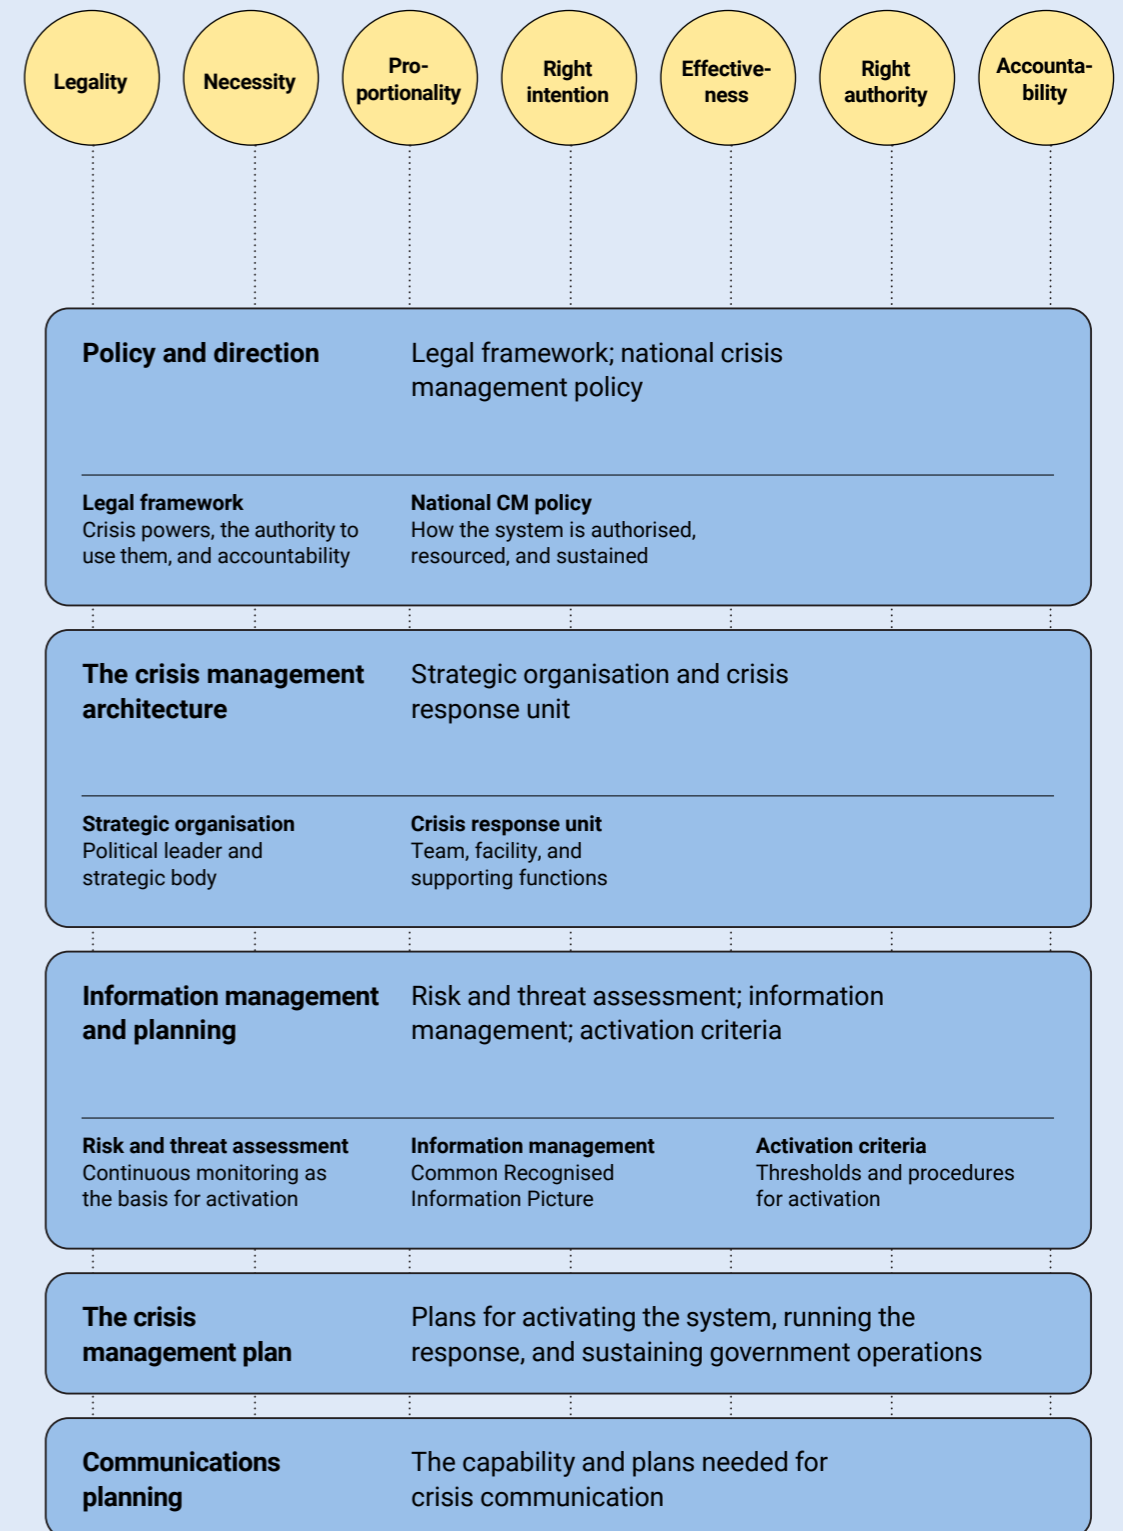 Legality
Necessity
Pro-
portionality
Right
intention
Effective-
ness
Right
authority
Accounta-
bility
Policy and direction
Legal framework; national crisis
management policy
Legal framework
Crisis powers, the authority to
use them, and accountability
National CM policy
How the system is authorised,
resourced, and sustained
The crisis management
architecture
Strategic organisation and crisis
response unit
Strategic organisation
Political leader and
strategic body
Crisis response unit
Team, facility, and
supporting functions
Information management
and planning
Risk and threat assessment; information
management; activation criteria
Risk and threat assessment
Continuous monitoring as
the basis for activation
Information management
Common Recognised
Information Picture
Activation criteria
Thresholds and procedures
for activation
The crisis
management plan
Plans for activating the system, running the
response, and sustaining government operations
Communications
planning
The capability and plans needed for
crisis communication